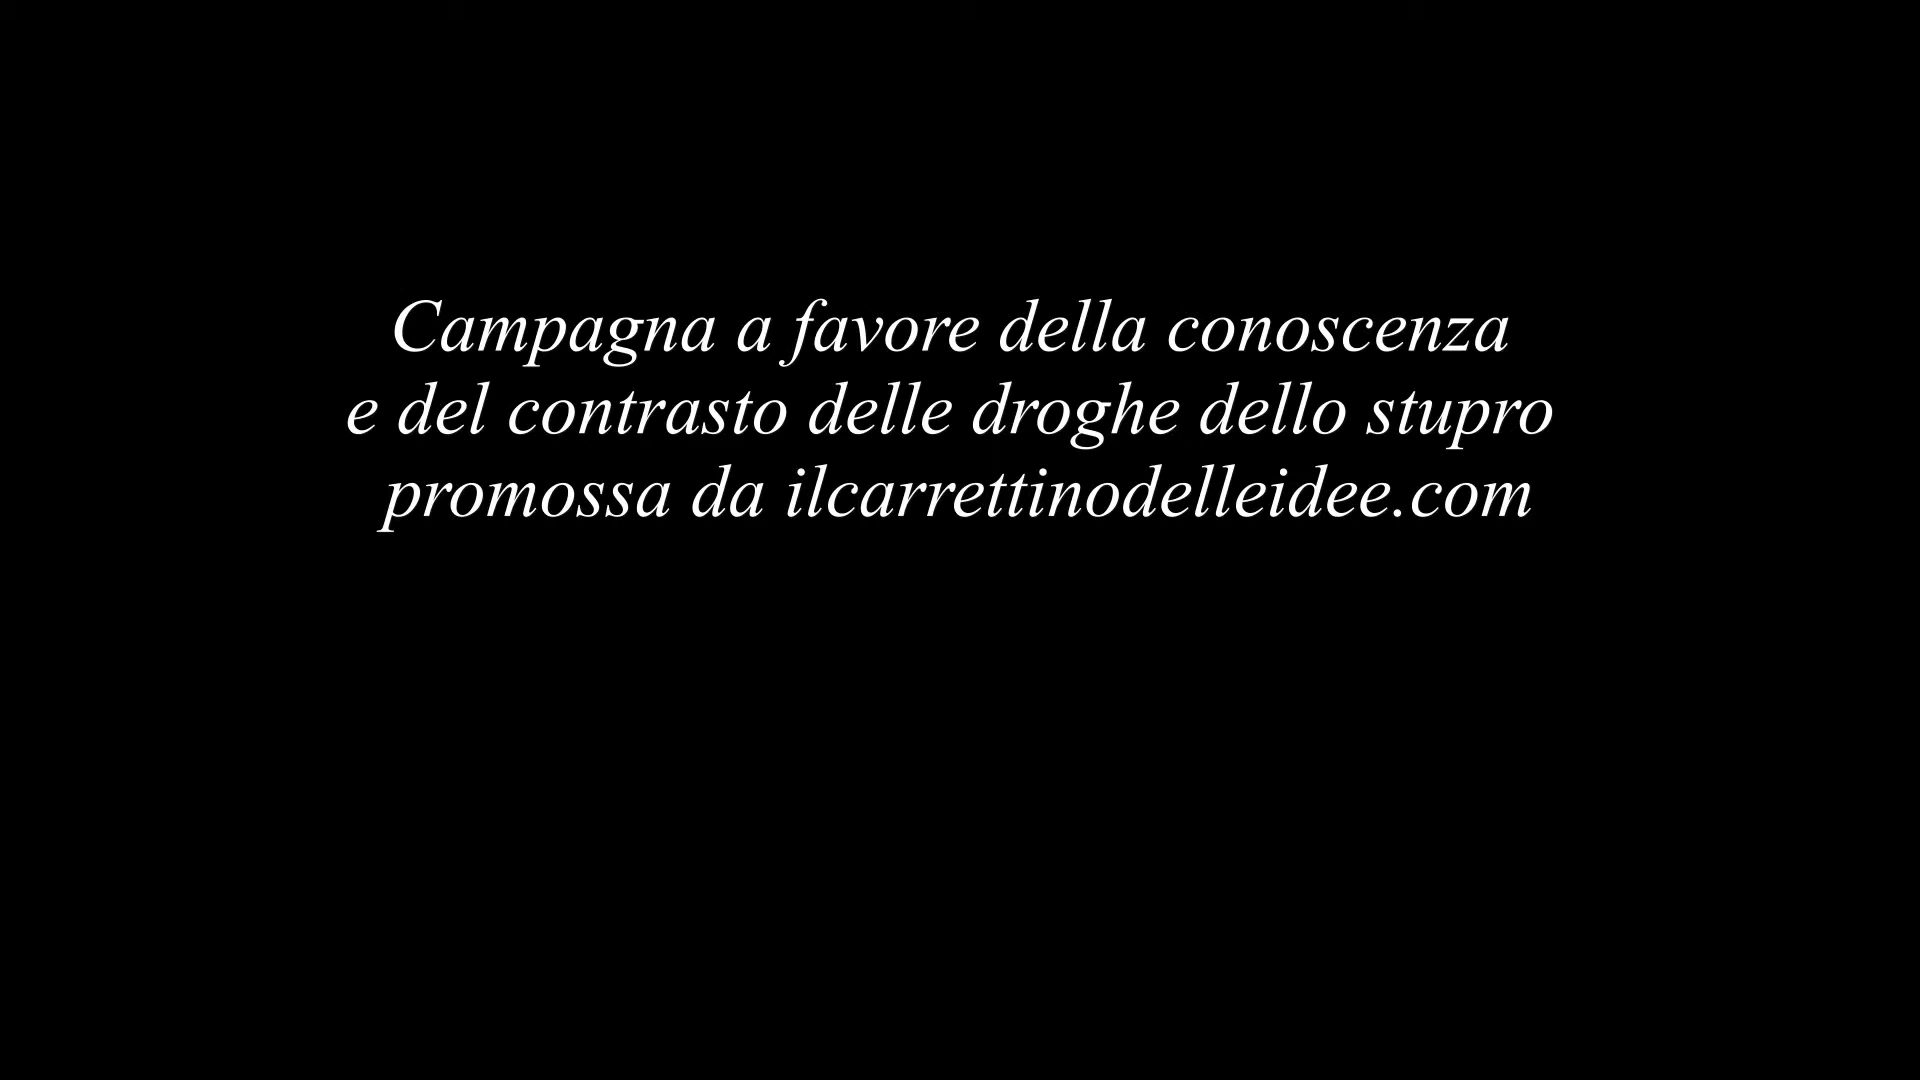 Campagna a favore della conoscenza
e del contrasto delle droghe dello stupro
promossa da ilcarrettinodelleidee.com